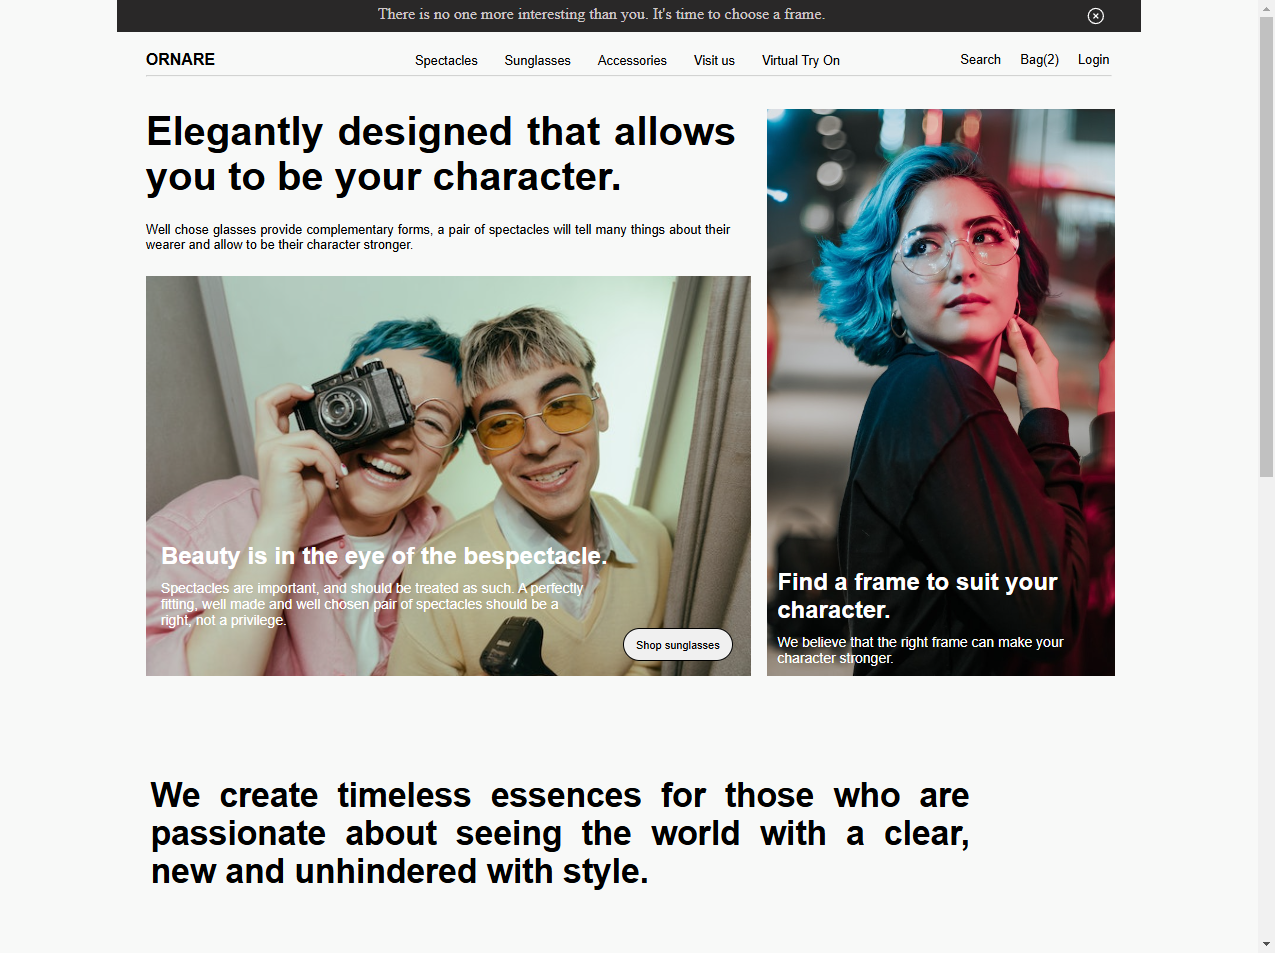 There is no one more interesting than you. It's time to choose a frame.
ORNARE
Spectacles
Sunglasses
Accessories
Visit us
Virtual Try On
Search
Bag(2)
Login
Elegantly designed that allows
you to be your character.
Well chose glasses provide complementary forms, a pair of spectacles will tell many things about their
wearer and allow to be their character stronger.
Beauty is in the eye of the bespectacle.
Spectacles are important, and should be treated as such. A perfectly
fitting, well made and well chosen pair of spectacles should be a
right, not a privilege.
Shop sunglasses
Find a frame to suit your
character.
We believe that the right frame can make your
character stronger.
We create timeless essences for those who are
passionate about seeing the world with a clear,
new and unhindered with style.